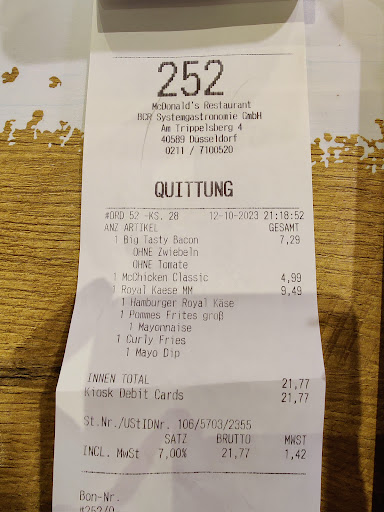 252
McDonald's Restaurant
BCR Systemgastronomie GmbH
Am Trippelsberg 4
40589 Düsseldorf
0211 / 7100520
QUITTUNG
#ORD 52 -KS. 28 12-10-2023 21:18:52
ANZ ARTIKEL GESAMT
1 Big Tasty Bacon 7,29
OHNE Zwiebeln
OHNE Tomate
1 McChicken Classic 4,99
1 Royal Kaese MM 9,49
1 Hamburger Royal Käse
1 Pommes Frites groß
1 Mayonnaise
1 Curly Fries
1 Mayo Dip
INNEN TOTAL 21,77
Kiosk Debit Cards 21,77
St.Nr./UStIDNr. 106/5703/2355
SATZ BRUTTO MWST
INCL. MwSt 7,00% 21,77 1,42
Bon-Nr.
#252/0